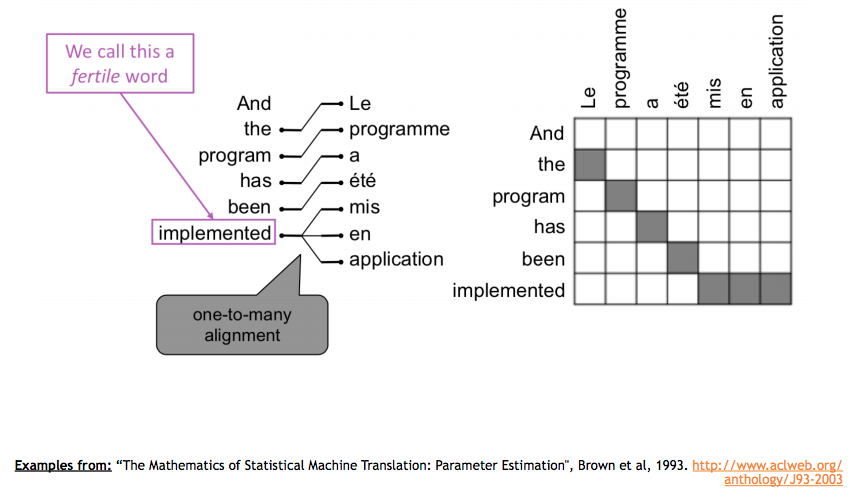 We call this a
fertile word
And
the
program
has
been
implemented
Le
programme
a
été
mis
en
application
one-to-many
alignment
Le
programme
a
été
mis
en
application
And
the
program
has
been
implemented
Examples from: “The Mathematics of Statistical Machine Translation: Parameter Estimation", Brown et al, 1993. http://www.aclweb.org/
anthology/J93-2003